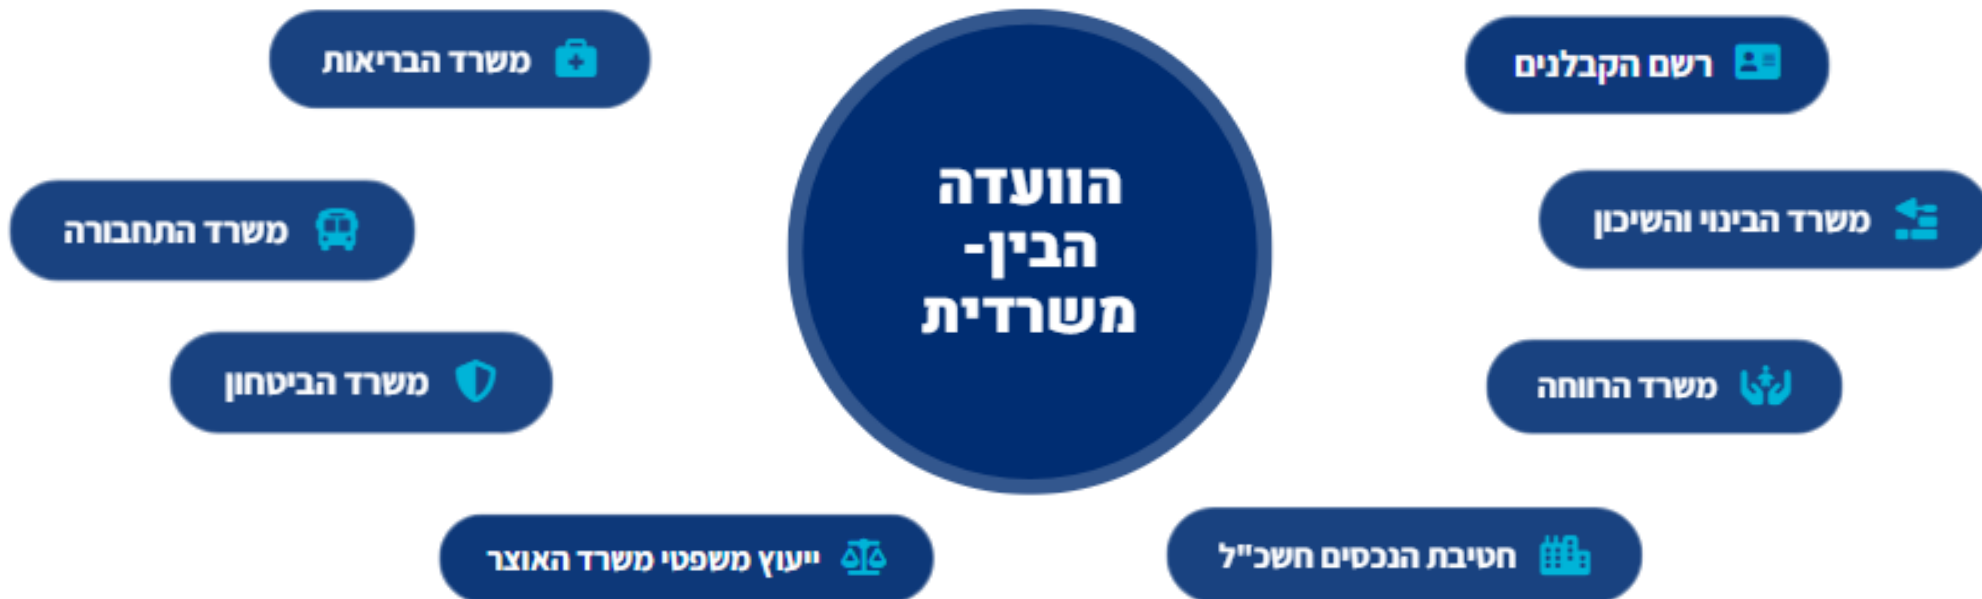 הוועדה
הבין-
משרדית
רשם הקבלנים
משרד הבינוי והשיכון
משרד הרווחה
חטיבת הנכסים חשכ"ל
משרד הבריאות
משרד התחבורה
משרד הביטחון
ייעוץ משפטי משרד האוצר